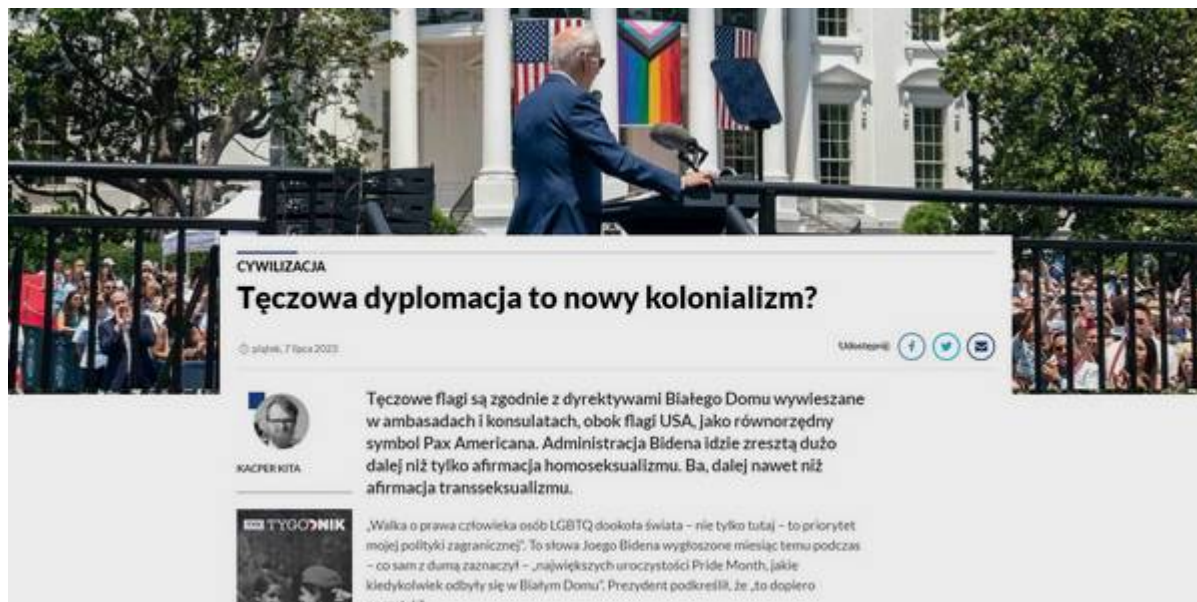 CYWILIZACJA
Tęczowa dyplomacja to nowy kolonializm?
piątek, 7 lipca 2023
Udostępnij:
Tęczowe flagi są zgodnie z dyrektywami Białego Domu wywieszane
w ambasadach i konsulatach, obok flagi USA, jako równorzędny
symbol Pax Americana. Administracja Bidena idzie zresztą dużo
dalej niż tylko afirmacja homoseksualizmu. Ba, dalej nawet niż
afirmacja transseksualizmu.
KACPER KITA
TYGODNIK
„Walka o prawa człowieka osób LGBTQ dookoła świata – nie tylko tutaj – to priorytet
mojej polityki zagranicznej”. To słowa Joego Bidena wygłoszone miesiąc temu podczas
– co sam z dumą zaznaczył – „największych uroczystości Pride Month, jakie
kiedykolwiek odbyły się w Białym Domu”. Prezydent podkreślił, że „to dopiero